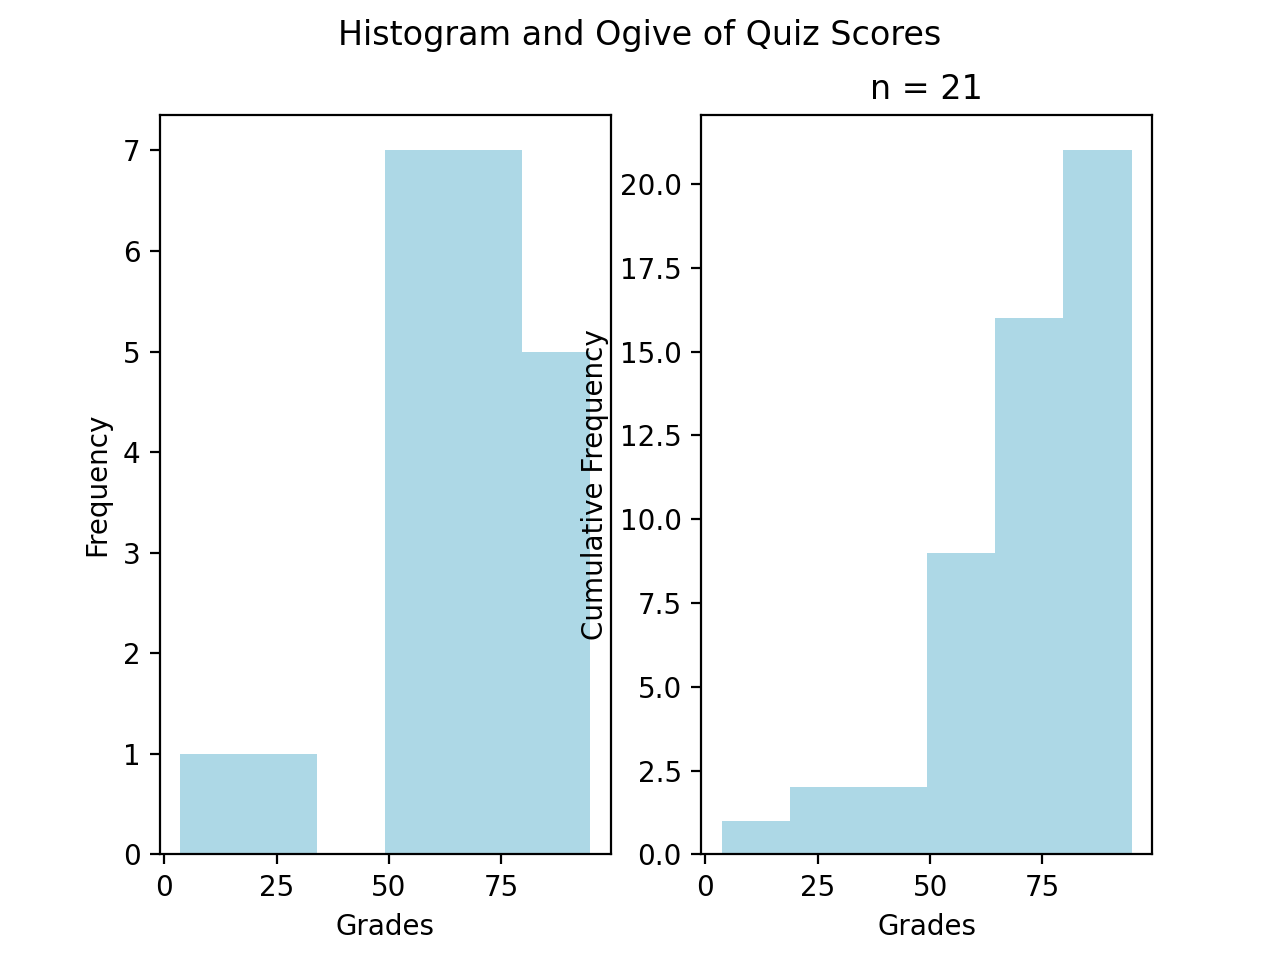 Histogram and Ogive of Quiz Scores
n = 21
7
6
5
4
3
2
1
0
Frequency
0 25 50 75
Grades
20.0
17.5
15.0
12.5
10.0
7.5
5.0
2.5
0.0
Cumulative Frequency
0 25 50 75
Grades